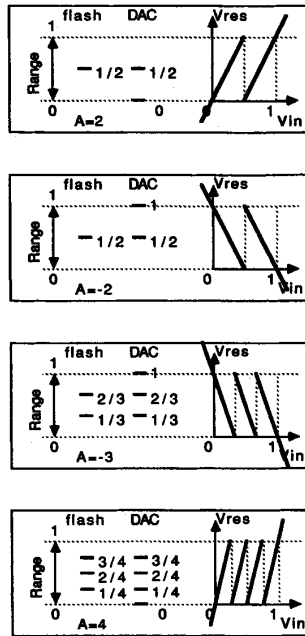 flash DAC Vres
1
Range
1/2 1/2
0 A=2 0 0 1 Vin
flash DAC Vres
1
1
Range
1/2 1/2
0 A=-2 0 1 Vin
flash DAC Vres
1
1
Range
2/3 2/3
1/3 1/3
0 A=-3 0 1 Vin
flash DAC Vres
1
Range
3/4 3/4
2/4 2/4
1/4 1/4
0 A=4 0 1 Vin